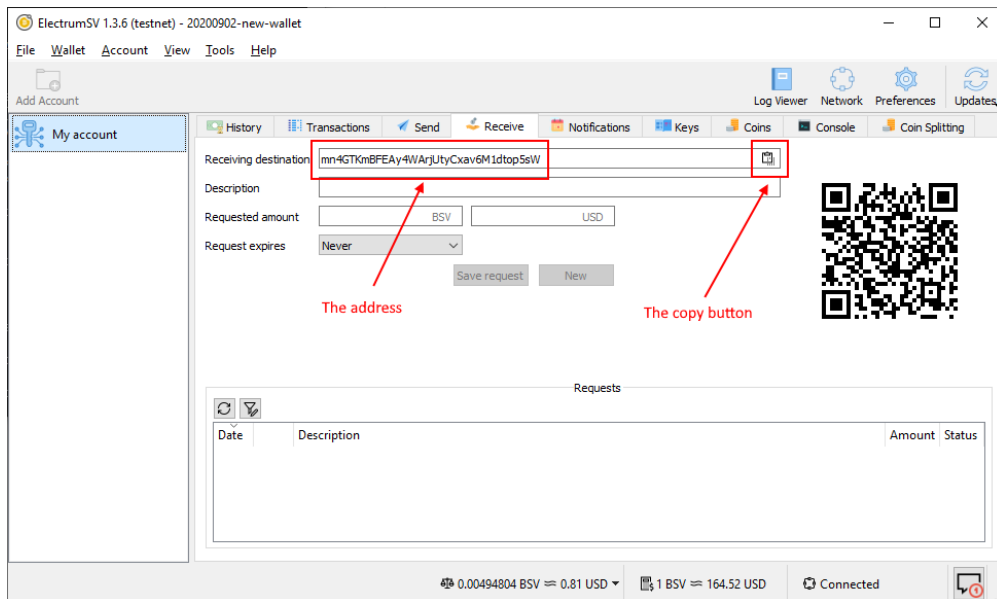 ElectrumSV 1.3.6 (testnet) - 20200902-new-wallet
File Wallet Account View Tools Help
Add Account
Log Viewer Network Preferences Updates
My account
History Transactions Send Receive Notifications Keys Coins Console Coin Splitting
Receiving destination mn4GTKmBFEAy4WArjUtyCxav6M1dtop5sW
Description
Requested amount BSV USD
Request expires Never
Save request New
The address
The copy button
Requests
Date Description Amount Status
0.00494804 BSV ≈ 0.81 USD 1 BSV ≈ 164.52 USD Connected 1